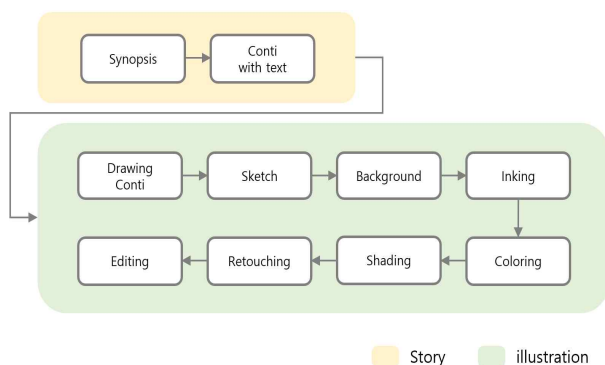 Synopsis
Conti
with text
Drawing
Conti
Sketch
Background
Inking
Editing
Retouching
Shading
Coloring
Story
illustration